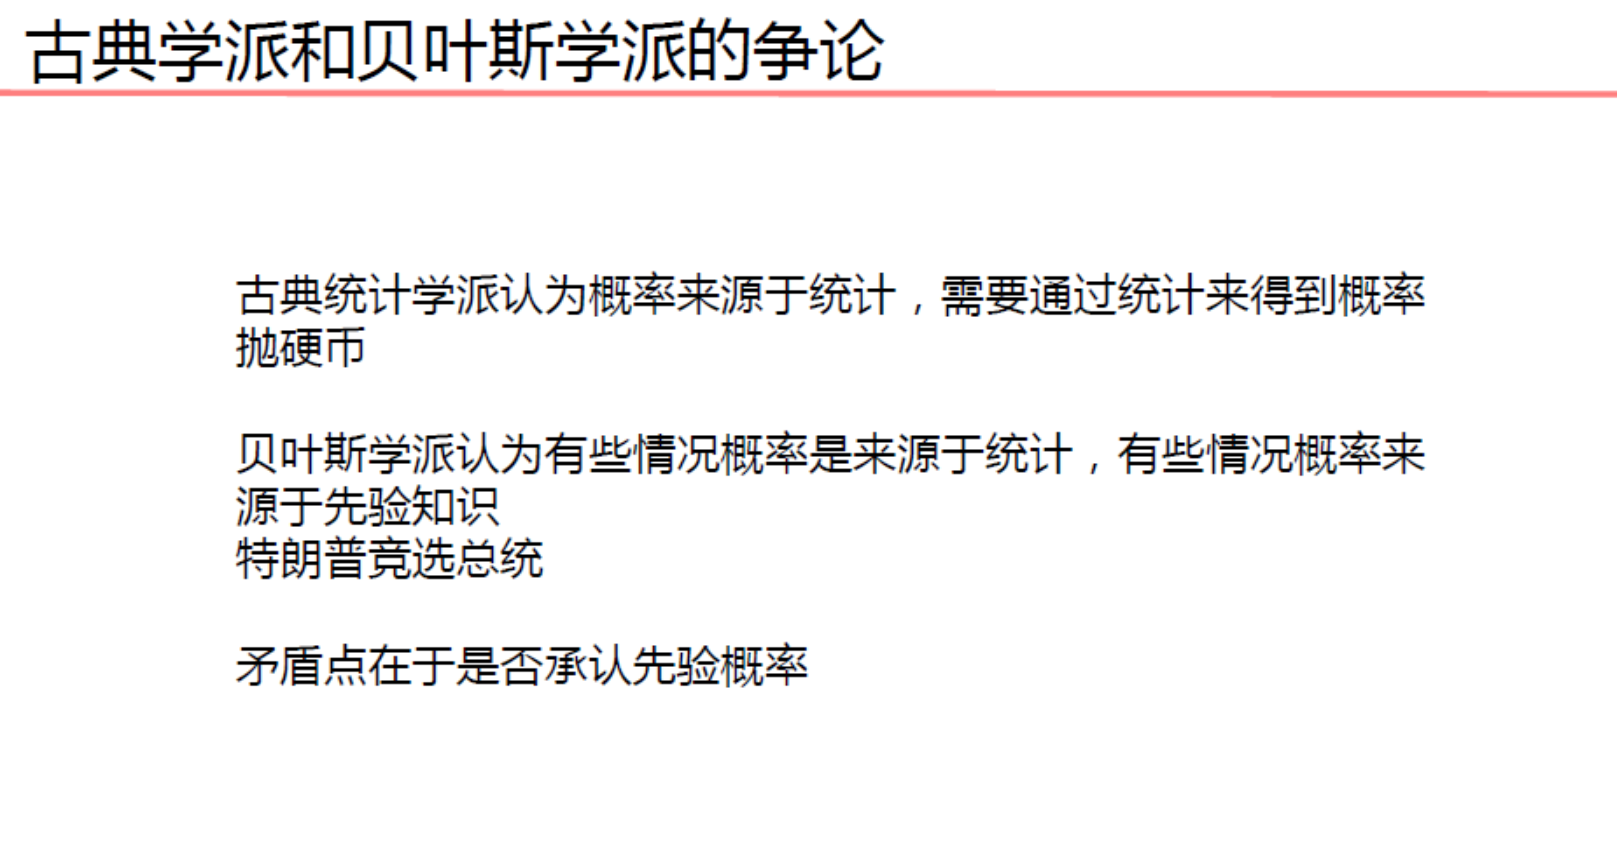 古典学派和贝叶斯学派的争论
古典统计学派认为概率来源于统计，需要通过统计来得到概率
抛硬币
贝叶斯学派认为有些情况概率是来源于统计，有些情况概率来
源于先验知识
特朗普竞选总统
矛盾点在于是否承认先验概率